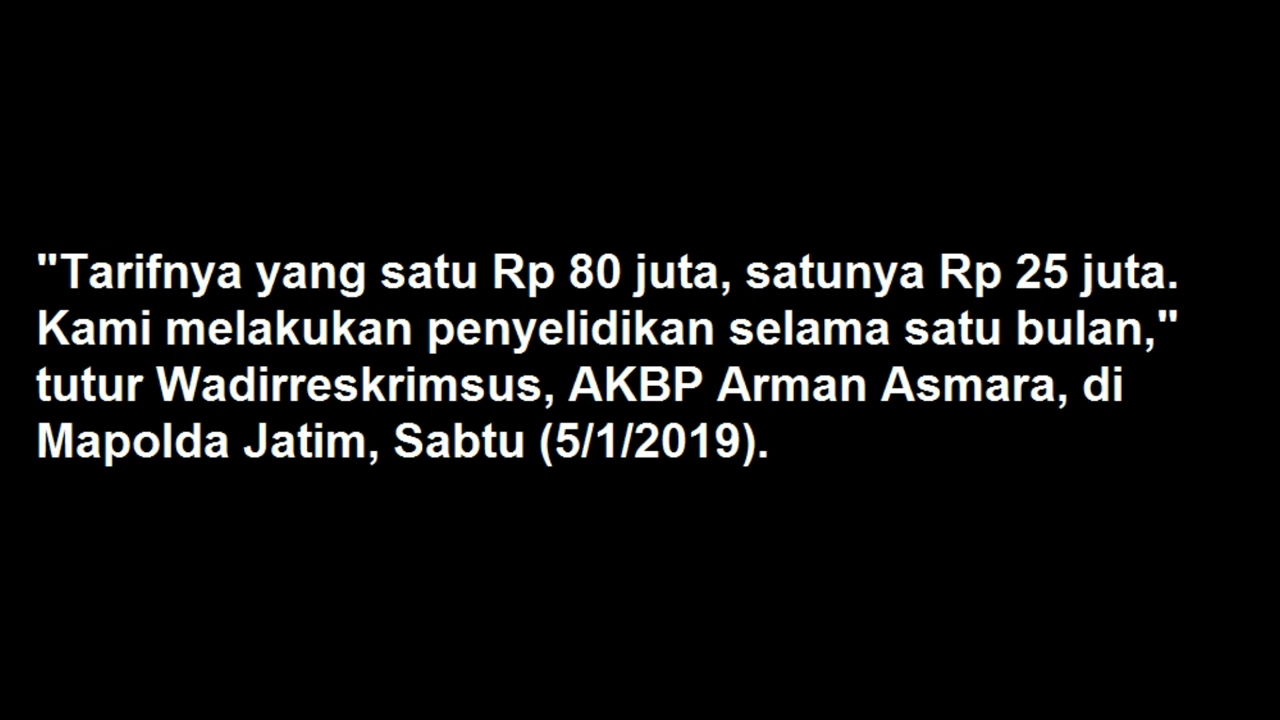 "Tarifnya yang satu Rp 80 juta, satunya Rp 25 juta.
Kami melakukan penyelidikan selama satu bulan,"
tutur Wadirreskrimsus, AKBP Arman Asmara, di
Mapolda Jatim, Sabtu (5/1/2019).